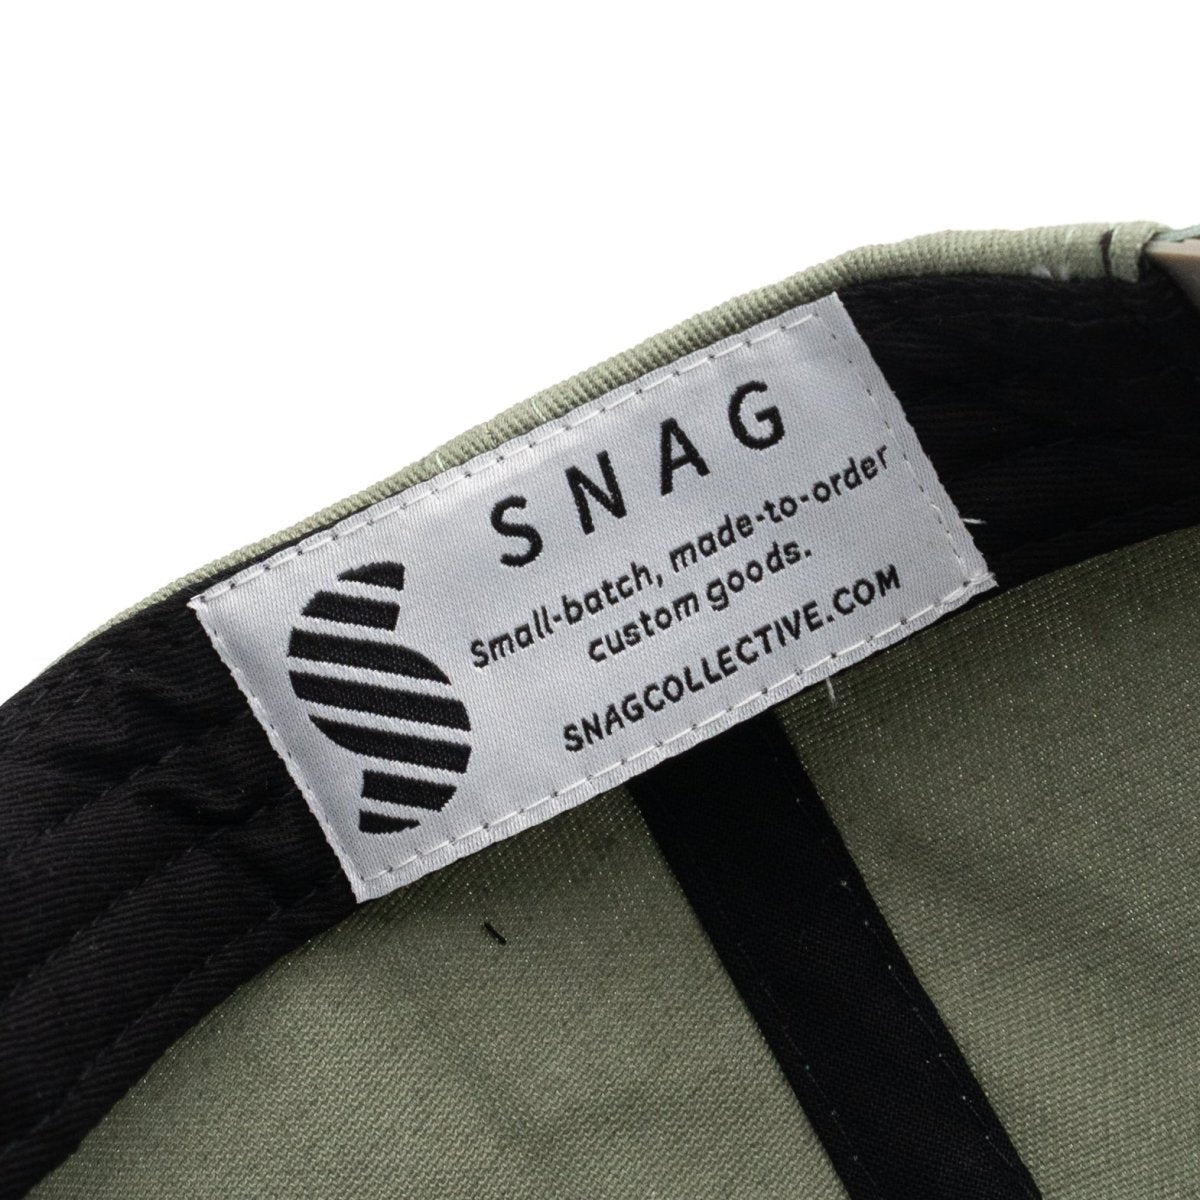 SNAG
Small-batch, made-to-order
custom goods.
SNAGCOLLECTIVE.COM